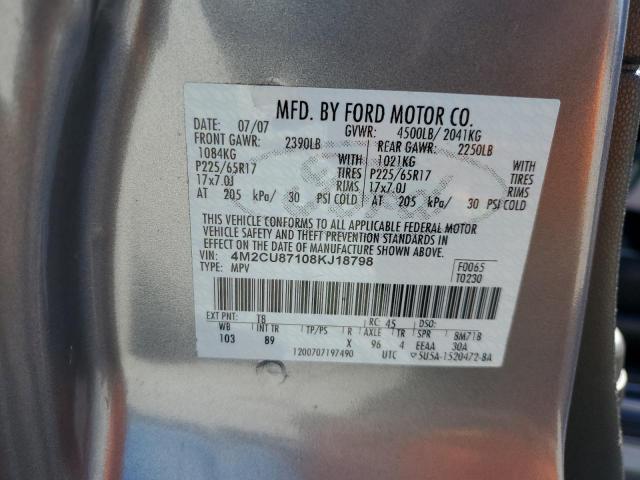 MFD. BY FORD MOTOR CO.
DATE: 07/07 GVWR: 4500LB/ 2041KG
FRONT GAWR: 2390LB REAR GAWR: 2250LB
1084KG WITH 1021KG WITH
P225/65R17 TIRES P225/65R17 TIRES
17x7.0J RIMS 17x7.0J RIMS
AT 205 kPa/ 30 PSI COLD AT 205 kPa/ 30 PSI COLD
Ford
THIS VEHICLE CONFORMS TO ALL APPLICABLE FEDERAL MOTOR
VEHICLE SAFETY AND THEFT PREVENTION STANDARDS IN
EFFECT ON THE DATE OF MANUFACTURE SHOWN ABOVE.
VIN: 4M2CU87108KJ18798 F0065
TYPE: MPV T0230
EXT PNT: T8 RC: 45 DSO:
WB INT TR TP/PS R AXLE TR SPR 8M71B
103 89 X 96 4 EEAA 30A
1200707197490 UTC 5U5A-1520472-BA